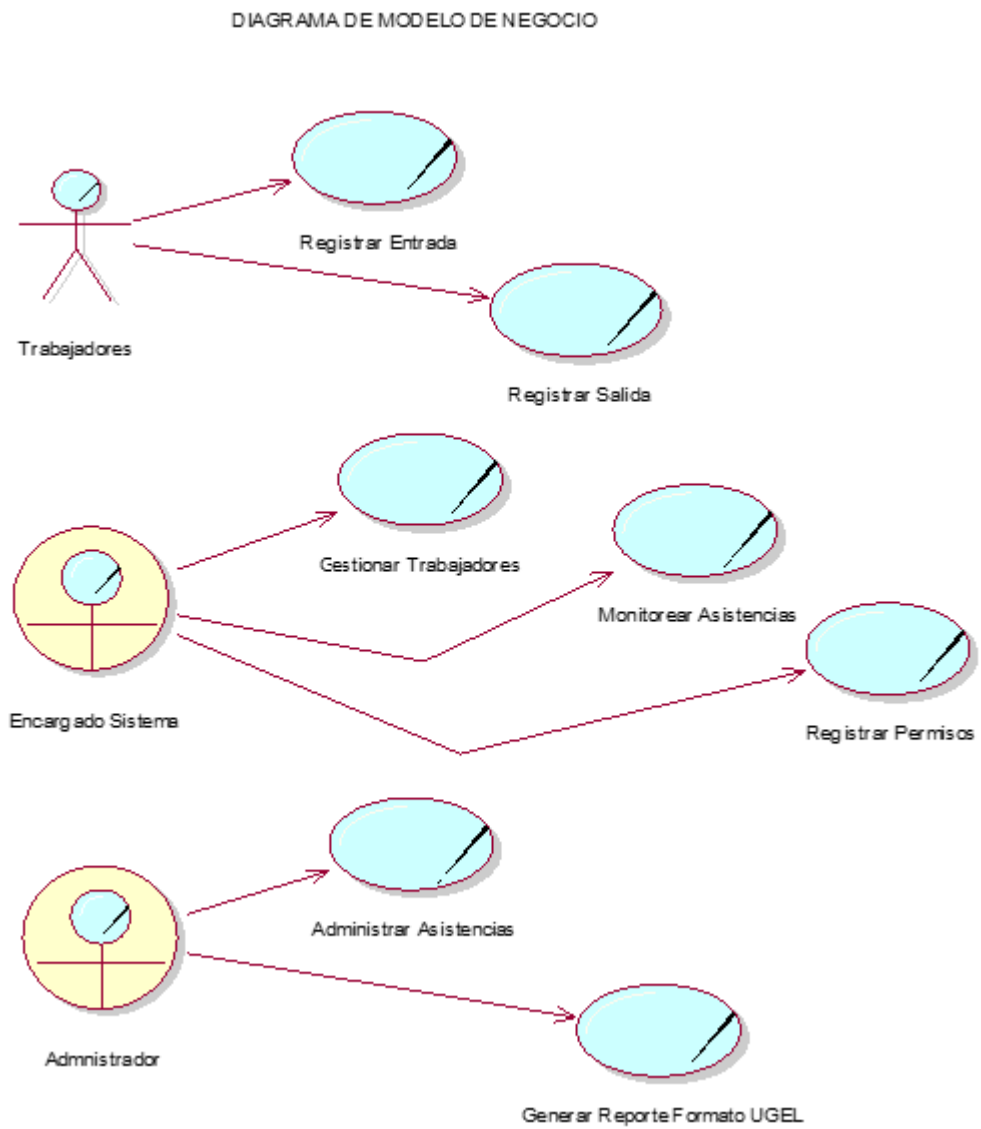 DIAGRAMA DE MODELO DE NEGOCIO
Registrar Entrada
Trabajadores
Registrar Salida
Gestionar Trabajadores
Monitorear Asistencias
Encargado Sistema
Registrar Permisos
Administrar Asistencias
Admnistrador
Generar Reporte Formato UGEL